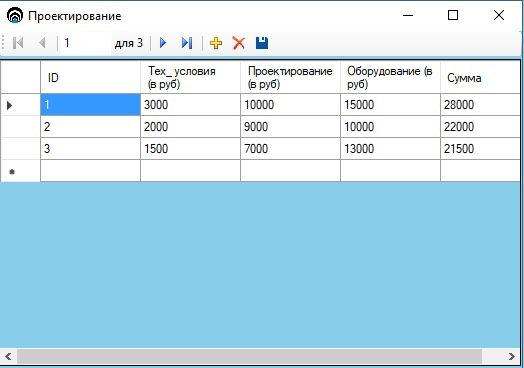 Проектирование
1 для 3
ID Тех_условия (в руб) Проектирование (в руб) Оборудование (в руб) Сумма
1 3000 10000 15000 28000
2 2000 9000 10000 22000
3 1500 7000 13000 21500